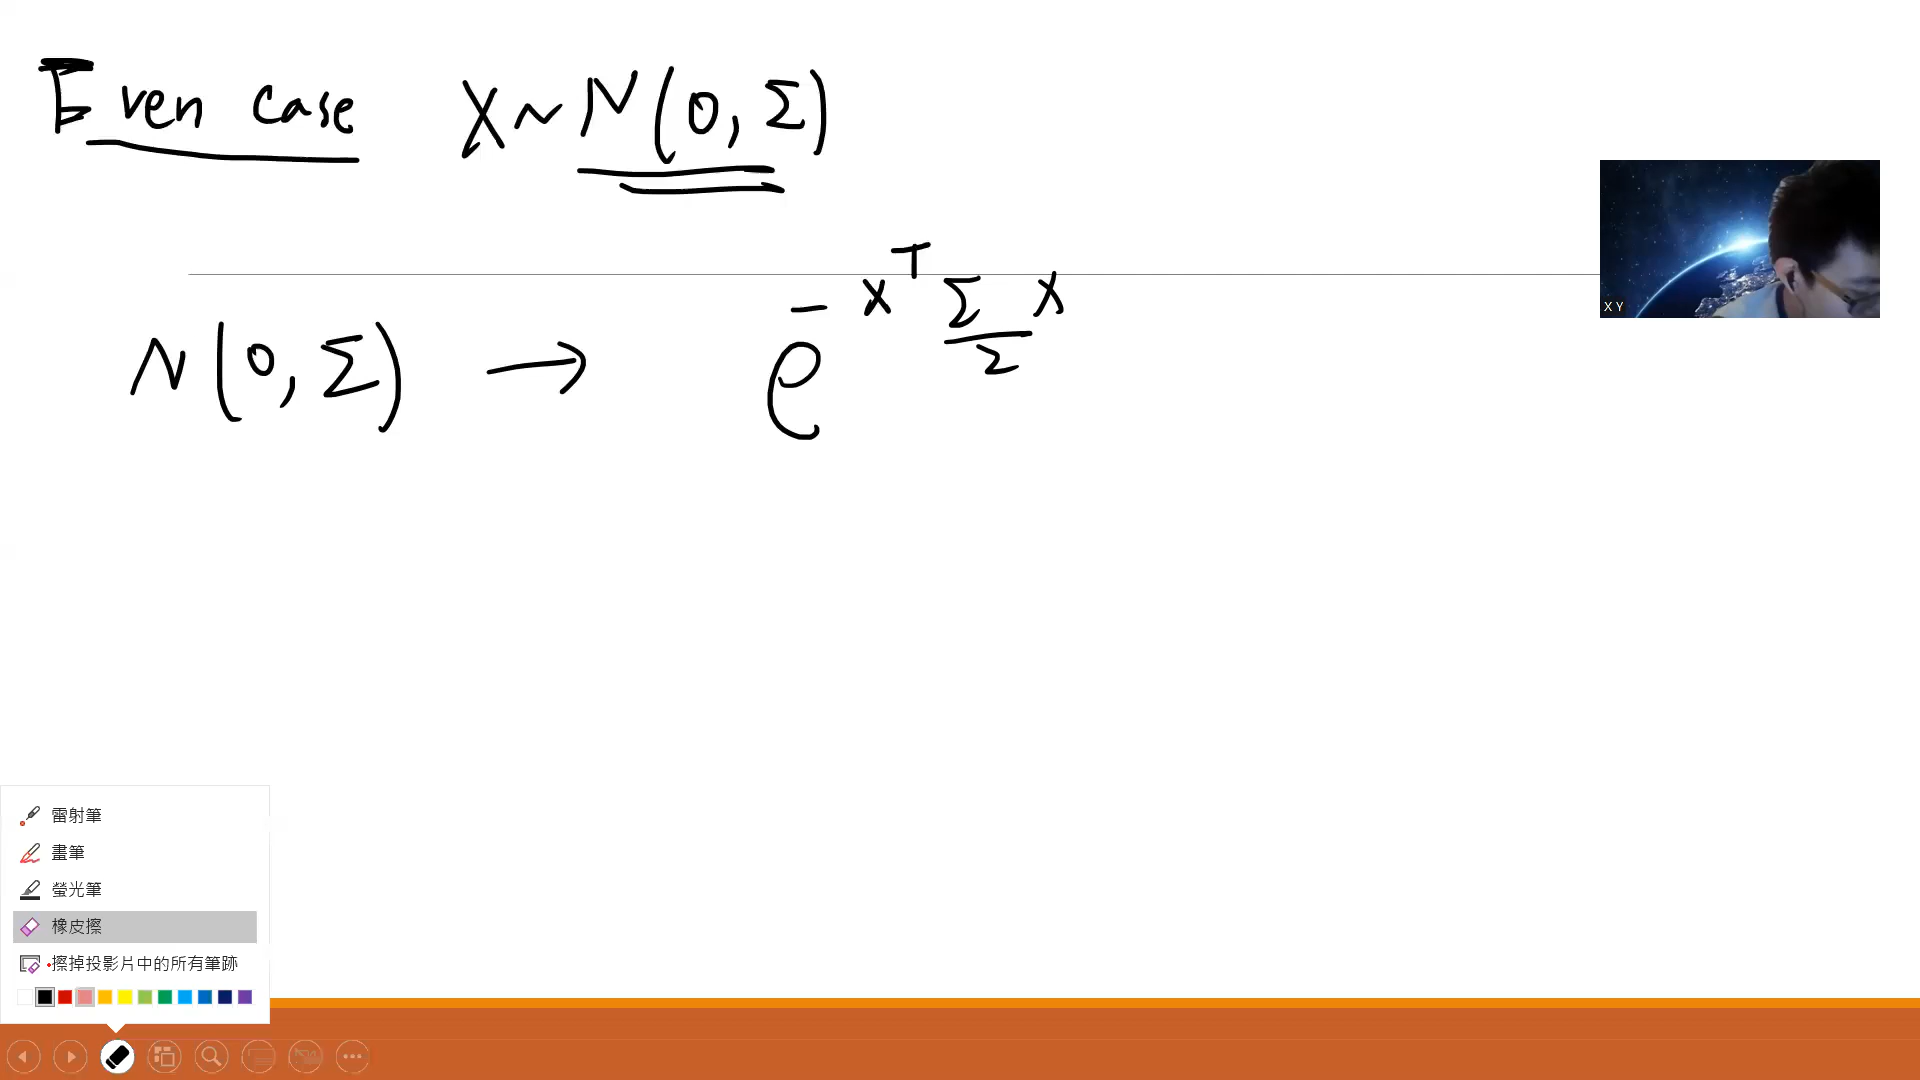 Even case X ~ N(0, Σ)
N(0, Σ) → e^{-x^T \frac{Σ}{2} x}
X Y
雷射筆
畫筆
螢光筆
橡皮擦
擦掉投影片中的所有筆跡